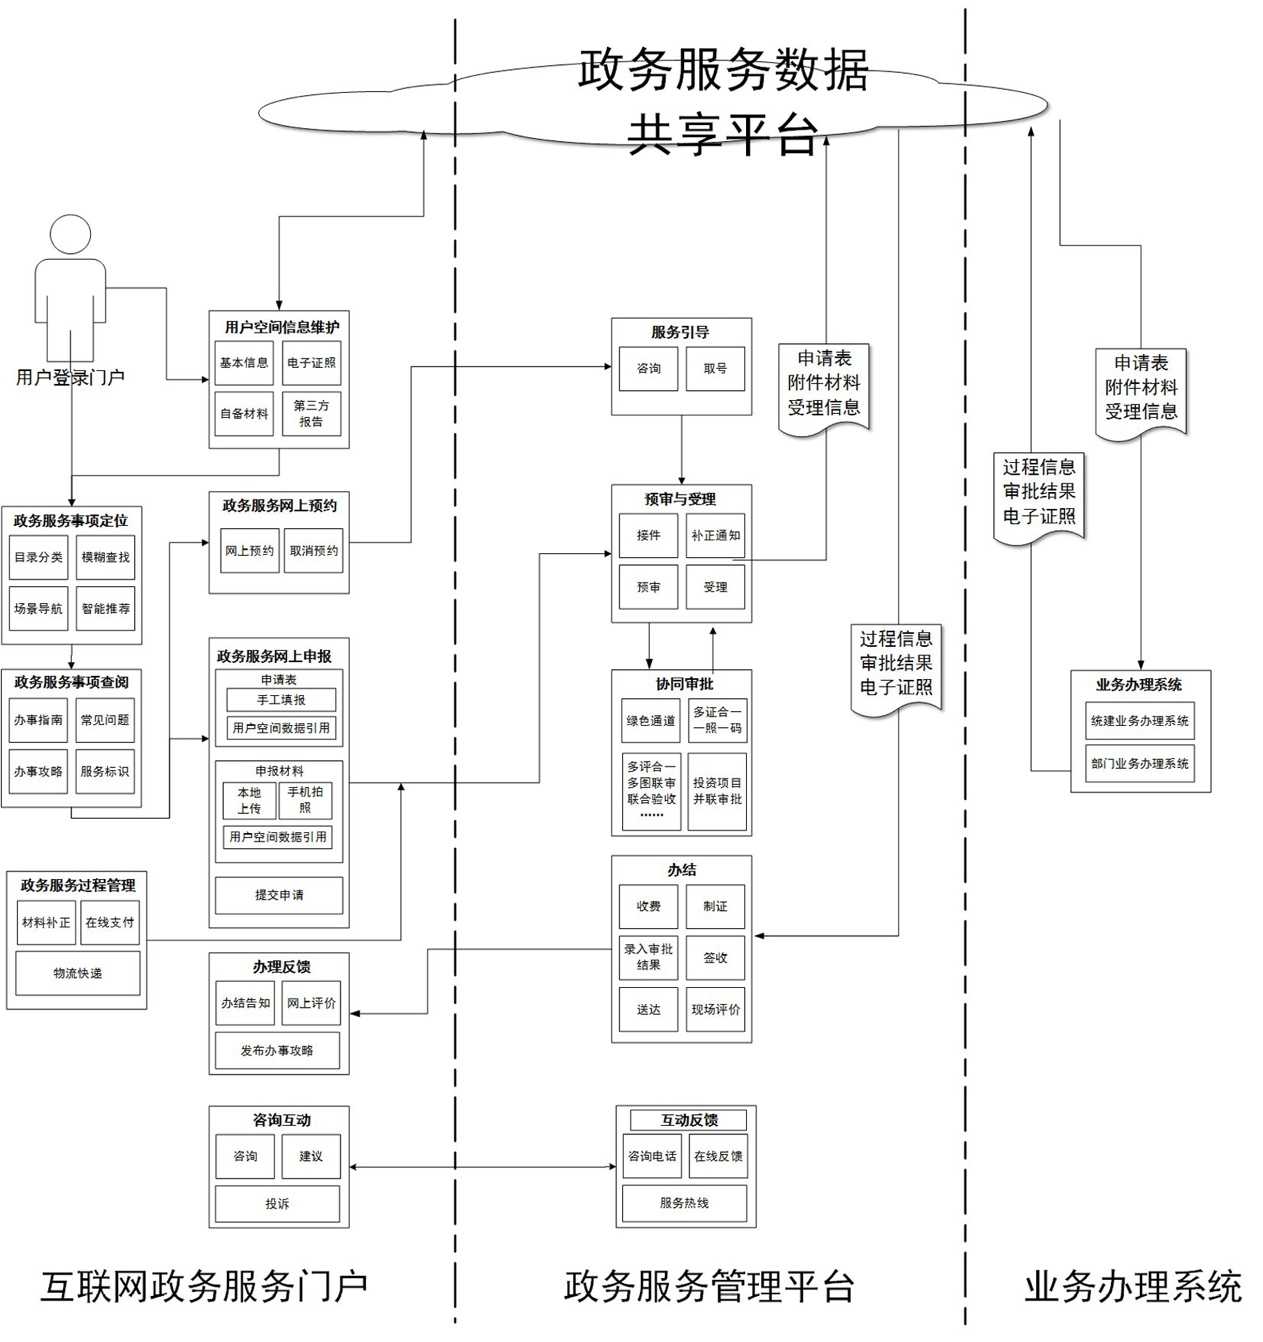 政务服务数据
共享平台
用户登录门户
用户空间信息维护
基本信息
电子证照
自备材料
第三方
报告
政务服务事项定位
目录分类
模糊查找
场景导航
智能推荐
政务服务事项查阅
办事指南
常见问题
办事攻略
服务标识
政务服务网上预约
网上预约
取消预约
政务服务网上申报
申请表
手工填报
用户空间数据引用
申报材料
本地
上传
手机拍
照
用户空间数据引用
提交申请
政务服务过程管理
材料补正
在线支付
物流快递
办理反馈
办结告知
网上评价
发布办事攻略
咨询互动
咨询
建议
投诉
服务引导
咨询
取号
预审与受理
接件
补正通知
预审
受理
协同审批
绿色通道
多证合一
一照一码
多评合一
多图联审
联合验收
······
投资项目
并联审批
办结
收费
制证
录入审批
结果
签收
送达
现场评价
互动反馈
咨询电话
在线反馈
服务热线
申请表
附件材料
受理信息
过程信息
审批结果
电子证照
过程信息
审批结果
电子证照
申请表
附件材料
受理信息
业务办理系统
统建业务办理系统
部门业务办理系统
互联网政务服务门户
政务服务管理平台
业务办理系统